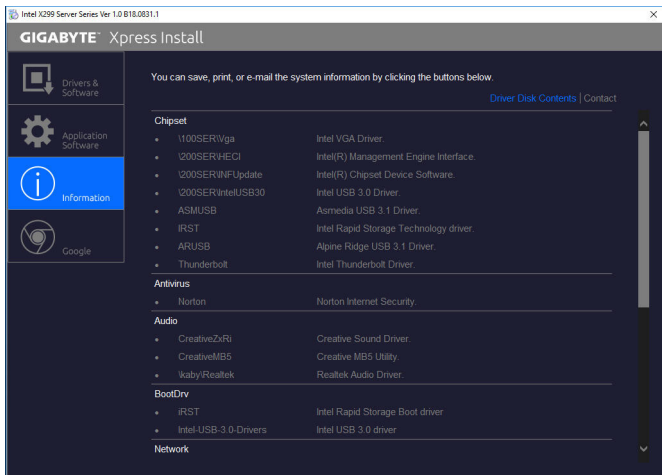 Intel X299 Server Series Ver 1.0 B18.0831.1
GIGABYTE™ Xpress Install
Drivers & Software
Application Software
Information
Google
You can save, print, or e-mail the system information by clicking the buttons below.
Driver Disk Contents | Contact
Chipset
\100SER\Vga Intel VGA Driver.
\200SER\HECI Intel(R) Management Engine Interface.
\200SER\INFUpdate Intel(R) Chipset Device Software.
\200SER\IntelUSB30 Intel USB 3.0 Driver.
ASMUSB Asmedia USB 3.1 Driver.
IRST Intel Rapid Storage Technology driver.
ARUSB Alpine Ridge USB 3.1 Driver.
Thunderbolt Intel Thunderbolt Driver.
Antivirus
Norton Norton Internet Security.
Audio
CreativeZxRi Creative Sound Driver.
CreativeMB5 Creative MB5 Utility.
\kaby\Realtek Realtek Audio Driver.
BootDrv
iRST Intel Rapid Storage Boot driver
Intel-USB-3.0-Drivers Intel USB 3.0 driver
Network